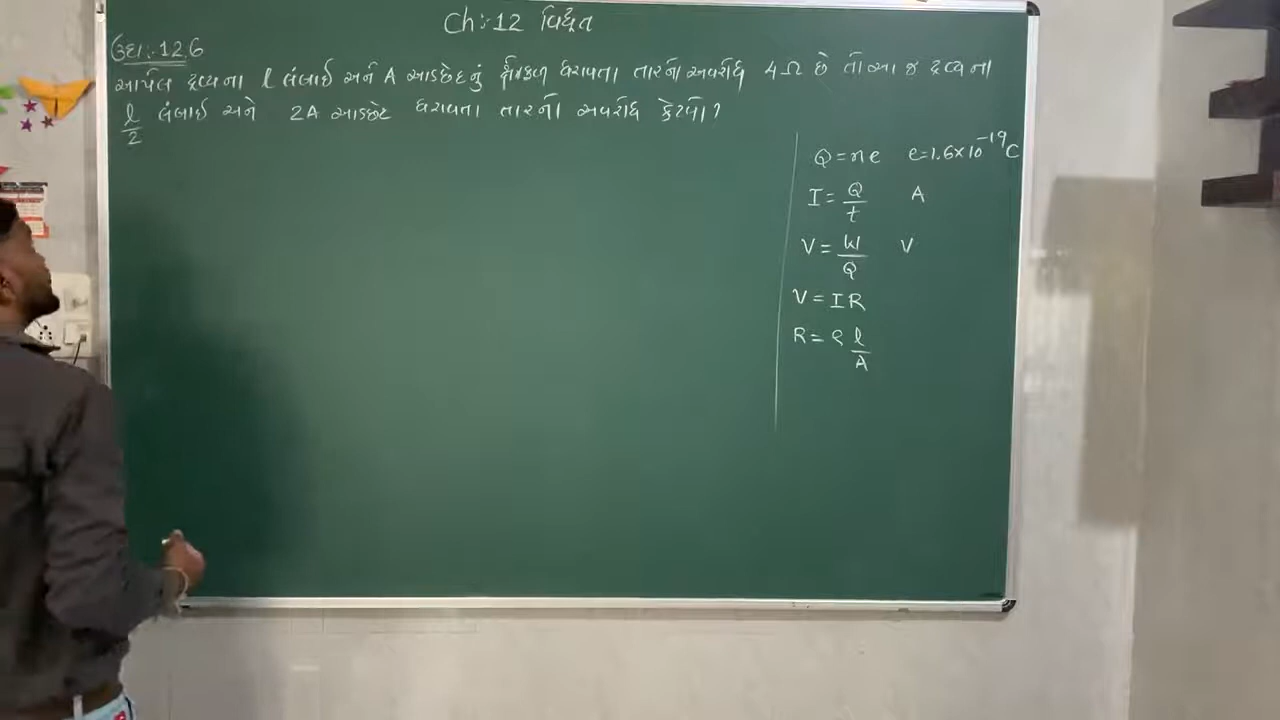 Ch:-12 વિદ્યુત
ઉદા:-12.6
આપેલ દ્રવ્યના l લંબાઈ અને A આડછેદનું ક્ષેત્રફળ ધરાવતા તારનો અવરોધ 4Ω છે તો આ જ દ્રવ્યના
l/2 લંબાઈ અને 2A આડછેદ ધરાવતા તારનો અવરોધ કેટલો?
Q=ne e=1.6×10⁻¹⁹C
I=Q/t A
V=W/Q V
V=IR
R=ρ l/A